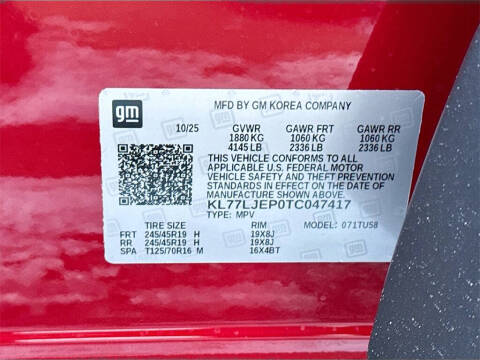 gm
MFD BY GM KOREA COMPANY
10/25 GVWR GAWR FRT GAWR RR
1880 KG 1060 KG 1060 KG
4145 LB 2336 LB 2336 LB
THIS VEHICLE CONFORMS TO ALL
APPLICABLE U.S. FEDERAL MOTOR
VEHICLE SAFETY AND THEFT PREVENTION
STANDARDS IN EFFECT ON THE DATE OF
MANUFACTURE SHOWN ABOVE.
KL77LJEP0TC047417
TYPE: MPV MODEL: 071TU58
TIRE SIZE RIM
FRT 245/45R19 H 19X8J
RR 245/45R19 H 19X8J
SPA T125/70R16 M 16X4BT